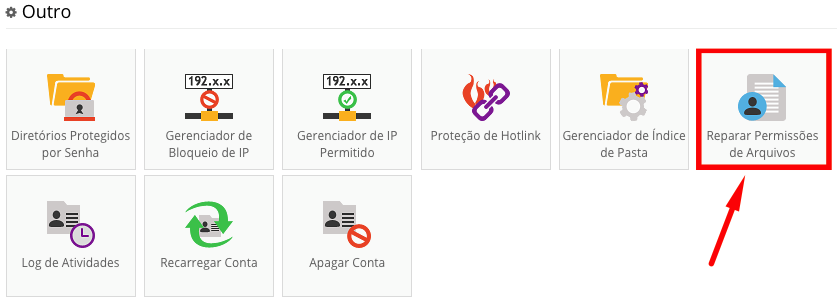 Outro
192.x.x
192.x.x
Diretórios Protegidos
por Senha
Gerenciador de
Bloqueio de IP
Gerenciador de IP
Permitido
Proteção de Hotlink
Gerenciador de Índice
de Pasta
Reparar Permissões
de Arquivos
Log de Atividades
Recarregar Conta
Apagar Conta